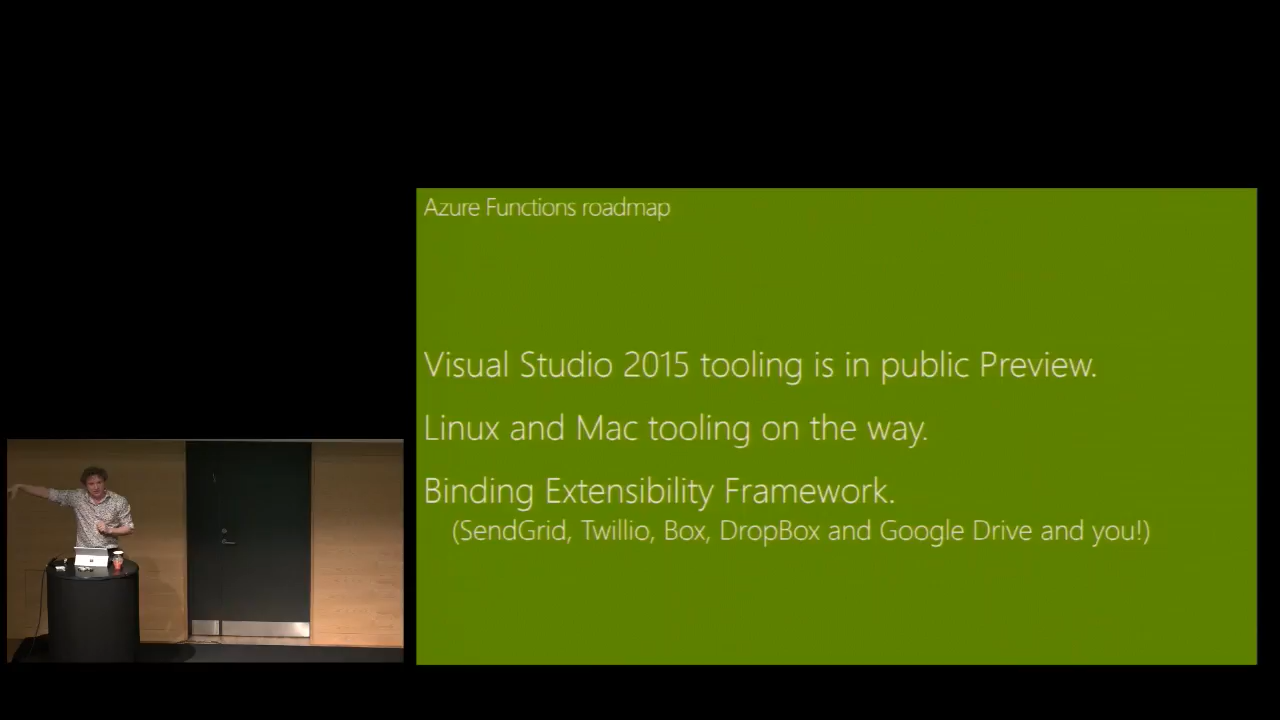 Azure Functions roadmap
Visual Studio 2015 tooling is in public Preview.
Linux and Mac tooling on the way.
Binding Extensibility Framework.
(SendGrid, Twillio, Box, DropBox and Google Drive and you!)